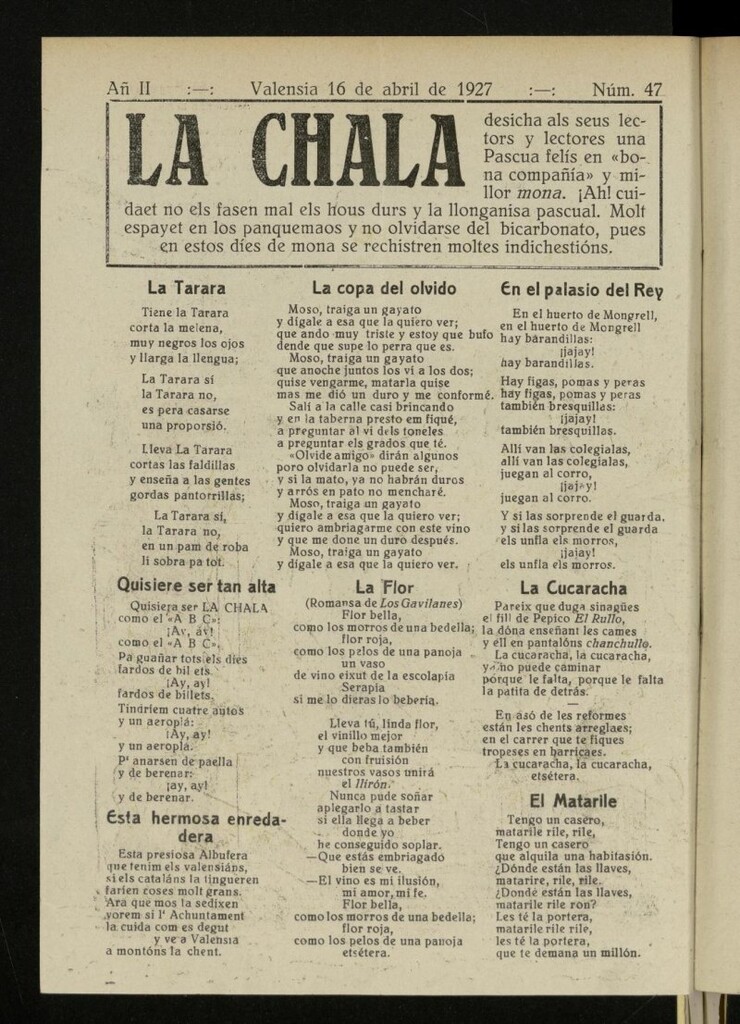 Añ II :—: Valensia 16 de abril de 1927 :—: Núm. 47
LA CHALA
desicha als seus lec-
tors y lectores una
Pascua felís en «bo-
na compañía» y mi-
llor mona. ¡Ah! cui-
daet no els fasen mal els hous durs y la llonganisa pascual. Molt
espayet en los panquemaos y no olvidarse del bicarbonato, pues
en estos díes de mona se rechistren moltes indichestións.
La Tarara
Tiene la Tarara
corta la melena,
muy negros los ojos
y llarga la llengua;
La Tarara sí
la Tarara no,
es pera casarse
una proporsió.
Lleva La Tarara
cortas las faldillas
y enseña a las gentes
gordas pantorrillas;
La Tarara sí,
la Tarara no,
en un pam de roba
li sobra pa tot.
Quisiere ser tan alta
Quisiera ser LA CHALA
como el «A B C»:
¡Ay, ay!
como el «A B C»,
Pa guañar tots els díes
fardos de bil ets.
¡Ay, ay!
fardos de billets.
Tindríem cuatre autos
y un aeroplá:
¡Ay, ay!
y un aeroplá.
P' anarsen de paella
y de berenar:
¡ay, ay!
y de berenar.
Esta hermosa enreda-
dera
Esta presiosa Albufera
que tenim els valensiáns,
si els cataláns la tingueren
farien coses molt grans.
Ara que mos la sedixen
vorem si l' Achuntament
la cuida com es degut
y ve a Valensia
a montóns la chent.
La copa del olvido
Moso, traiga un gayato
y dígale a esa que la quiero ver;
que ando muy triste y estoy que bufo
dende que supe lo perra que es.
Moso, traiga un gayato
que anoche juntos los ví a los dos;
quise vengarme, matarla quise
mas me dió un duro y me conformé.
Salí a la calle casi brincando
y en la taberna presto em fiqué,
a preguntar al ví dels toneles
a preguntar els grados que té.
«Olvide amigo» dirán algunos
poro olvidarla no puede ser,
y si la mato, ya no habrán duros
y arrós en pato no mencharé.
Moso, traiga un gayato
y dígale a esa que la quiero ver;
quiero ambriagarme con este vino
y que me done un duro después.
Moso, traiga un gayato
y dígale a esa que la quiero ver.
La Flor
(Romansa de Los Gavilanes)
Flor bella,
como los morros de una bedella;
flor roja,
como los pelos de una panoja
un vaso
de vino eixut de la escolapia
Serapia
si me lo dieras lo bebería.
Lleva tú, linda flor,
el vinillo mejor
y que beba también
con fruisión
nuestros vasos unirá
el llirón.
Nunca pude soñar
aplegarlo a tastar
si ella llega a beber
donde yo
he conseguido soplar.
—Que estás embriagado
bien se ve.
—El vino es mi ilusión,
mi amor, mi fe.
Flor bella,
como los morros de una bedella;
flor roja,
como los pelos de una panoja
etsétera.
En el palasio del Rey
En el huerto de Mongrell,
en el huerto de Mongrell
hay barandillas:
¡jajay!
hay barandillas.
Hay figas, pomas y peras
hay figas, pomas y peras
también bresquillas:
¡jajay!
también bresquillas.
Allí van las colegialas,
allí van las colegialas,
juegan al corro,
¡jajay!
juegan al corro.
Y si las sorprende el guarda,
y si las sorprende el guarda
els unfla els morros,
¡jajay!
els unfla els morros.
La Cucaracha
Pareix que duga sinagües
el fill de Pepico El Rullo,
la dóna enseñant les cames
y ell en pantalóns chanchullo.
La cucaracha, la cucaracha,
ya no puede caminar
porque le falta, porque le falta
la patita de detrás.
—
En asó de les reformes
están les chents arreglaes;
en el carrer que te fiques
tropeses en barricaes.
La cucaracha, la cucaracha,
etsétera.
El Matarile
Tengo un casero,
matarile rile, rile,
Tengo un casero
que alquila una habitasión.
¿Dónde están las llaves,
matarire, rile, rile.
¿Donde están las llaves,
matarile rile ron?
Les té la portera,
matarile rile rile,
les té la portera,
que te demana un millón.